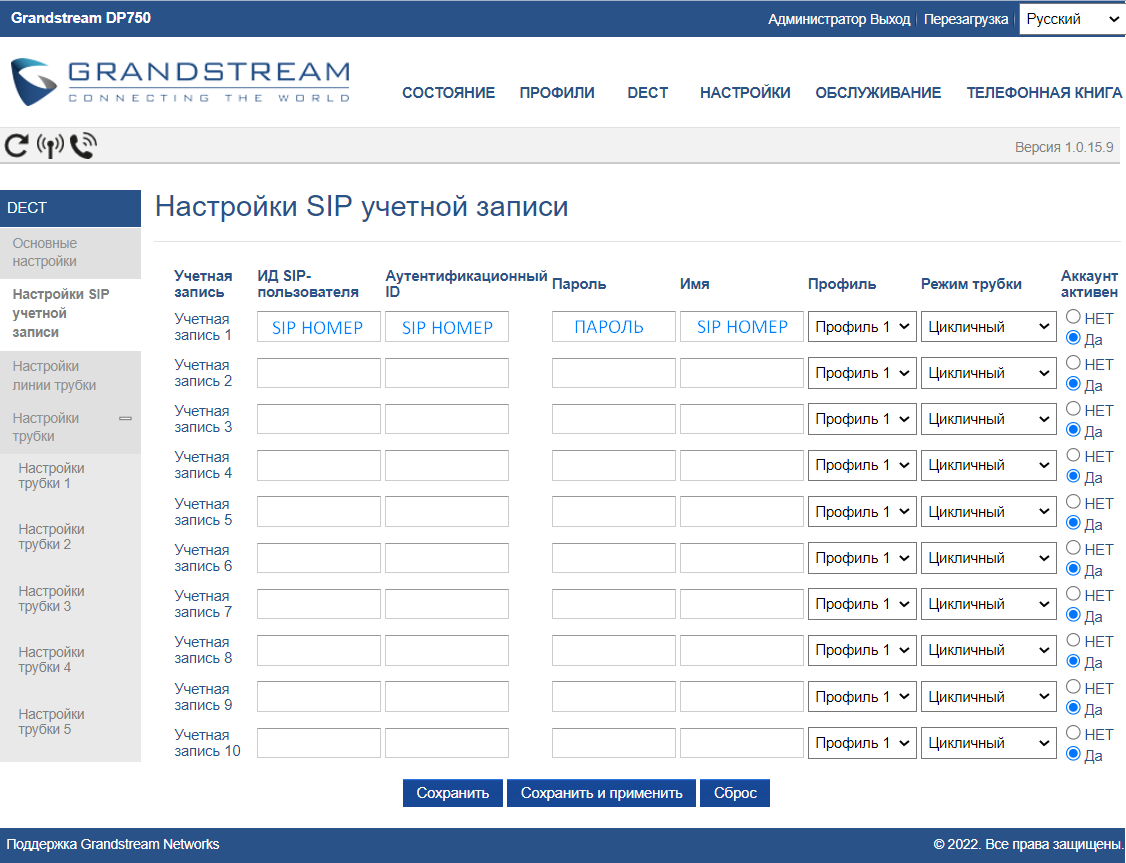 Grandstream DP750
Администратор Выход | Перезагрузка | Русский
GRANDSTREAM
CONNECTING THE WORLD
СОСТОЯНИЕ ПРОФИЛИ DECT НАСТРОЙКИ ОБСЛУЖИВАНИЕ ТЕЛЕФОННАЯ КНИГА
Версия 1.0.15.9
DECT
Основные
настройки
Настройки SIP
учетной
записи
Настройки
линии трубки
Настройки
трубки
Настройки
трубки 1
Настройки
трубки 2
Настройки
трубки 3
Настройки
трубки 4
Настройки
трубки 5
Настройки SIP учетной записи
Учетная
запись
ИД SIP-
пользователя
Аутентификационный
ID
Пароль
Имя
Профиль
Режим трубки
Аккаунт
активен
Учетная
запись 1
SIP НОМЕР
SIP НОМЕР
ПАРОЛЬ
SIP НОМЕР
Профиль 1
Цикличный
НЕТ
Да
Учетная
запись 2
Профиль 1
Цикличный
НЕТ
Да
Учетная
запись 3
Профиль 1
Цикличный
НЕТ
Да
Учетная
запись 4
Профиль 1
Цикличный
НЕТ
Да
Учетная
запись 5
Профиль 1
Цикличный
НЕТ
Да
Учетная
запись 6
Профиль 1
Цикличный
НЕТ
Да
Учетная
запись 7
Профиль 1
Цикличный
НЕТ
Да
Учетная
запись 8
Профиль 1
Цикличный
НЕТ
Да
Учетная
запись 9
Профиль 1
Цикличный
НЕТ
Да
Учетная
запись 10
Профиль 1
Цикличный
НЕТ
Да
Сохранить
Сохранить и применить
Сброс
Поддержка Grandstream Networks
© 2022. Все права защищены.